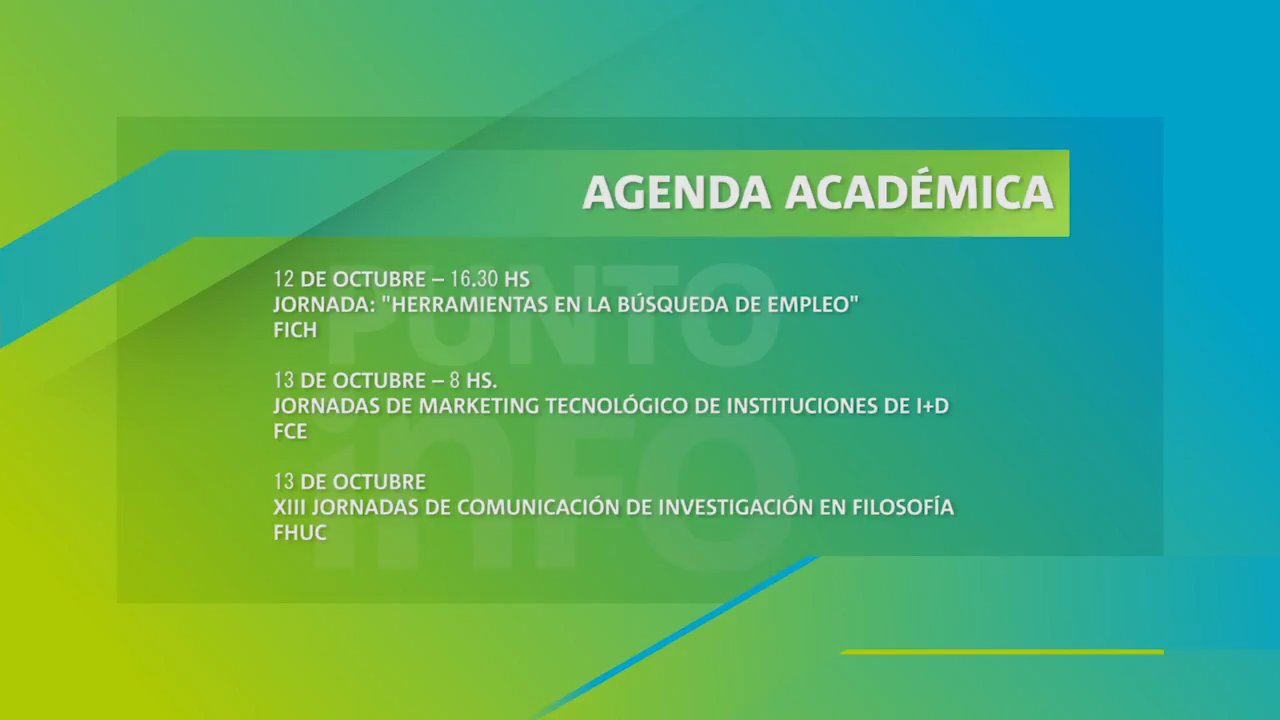 AGENDA ACADÉMICA
12 DE OCTUBRE – 16.30 HS
JORNADA: "HERRAMIENTAS EN LA BÚSQUEDA DE EMPLEO"
FICH
13 DE OCTUBRE – 8 HS.
JORNADAS DE MARKETING TECNOLÓGICO DE INSTITUCIONES DE I+D
FCE
13 DE OCTUBRE
XIII JORNADAS DE COMUNICACIÓN DE INVESTIGACIÓN EN FILOSOFÍA
FHUC
PUNTO
inFO